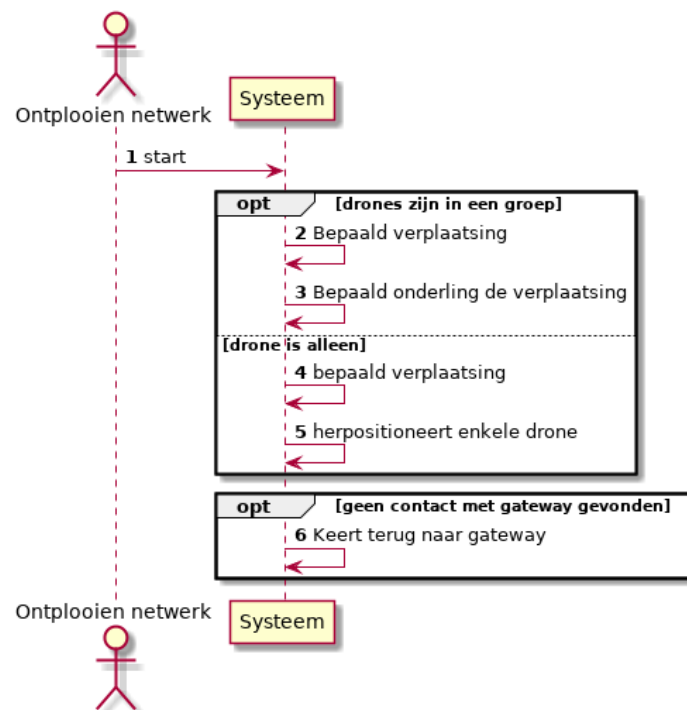 Ontplooien netwerk
Systeem
1 start
opt [drones zijn in een groep]
2 Bepaald verplaatsing
3 Bepaald onderling de verplaatsing
[drone is alleen]
4 bepaald verplaatsing
5 herpositioneert enkele drone
opt [geen contact met gateway gevonden]
6 Keert terug naar gateway
Ontplooien netwerk
Systeem